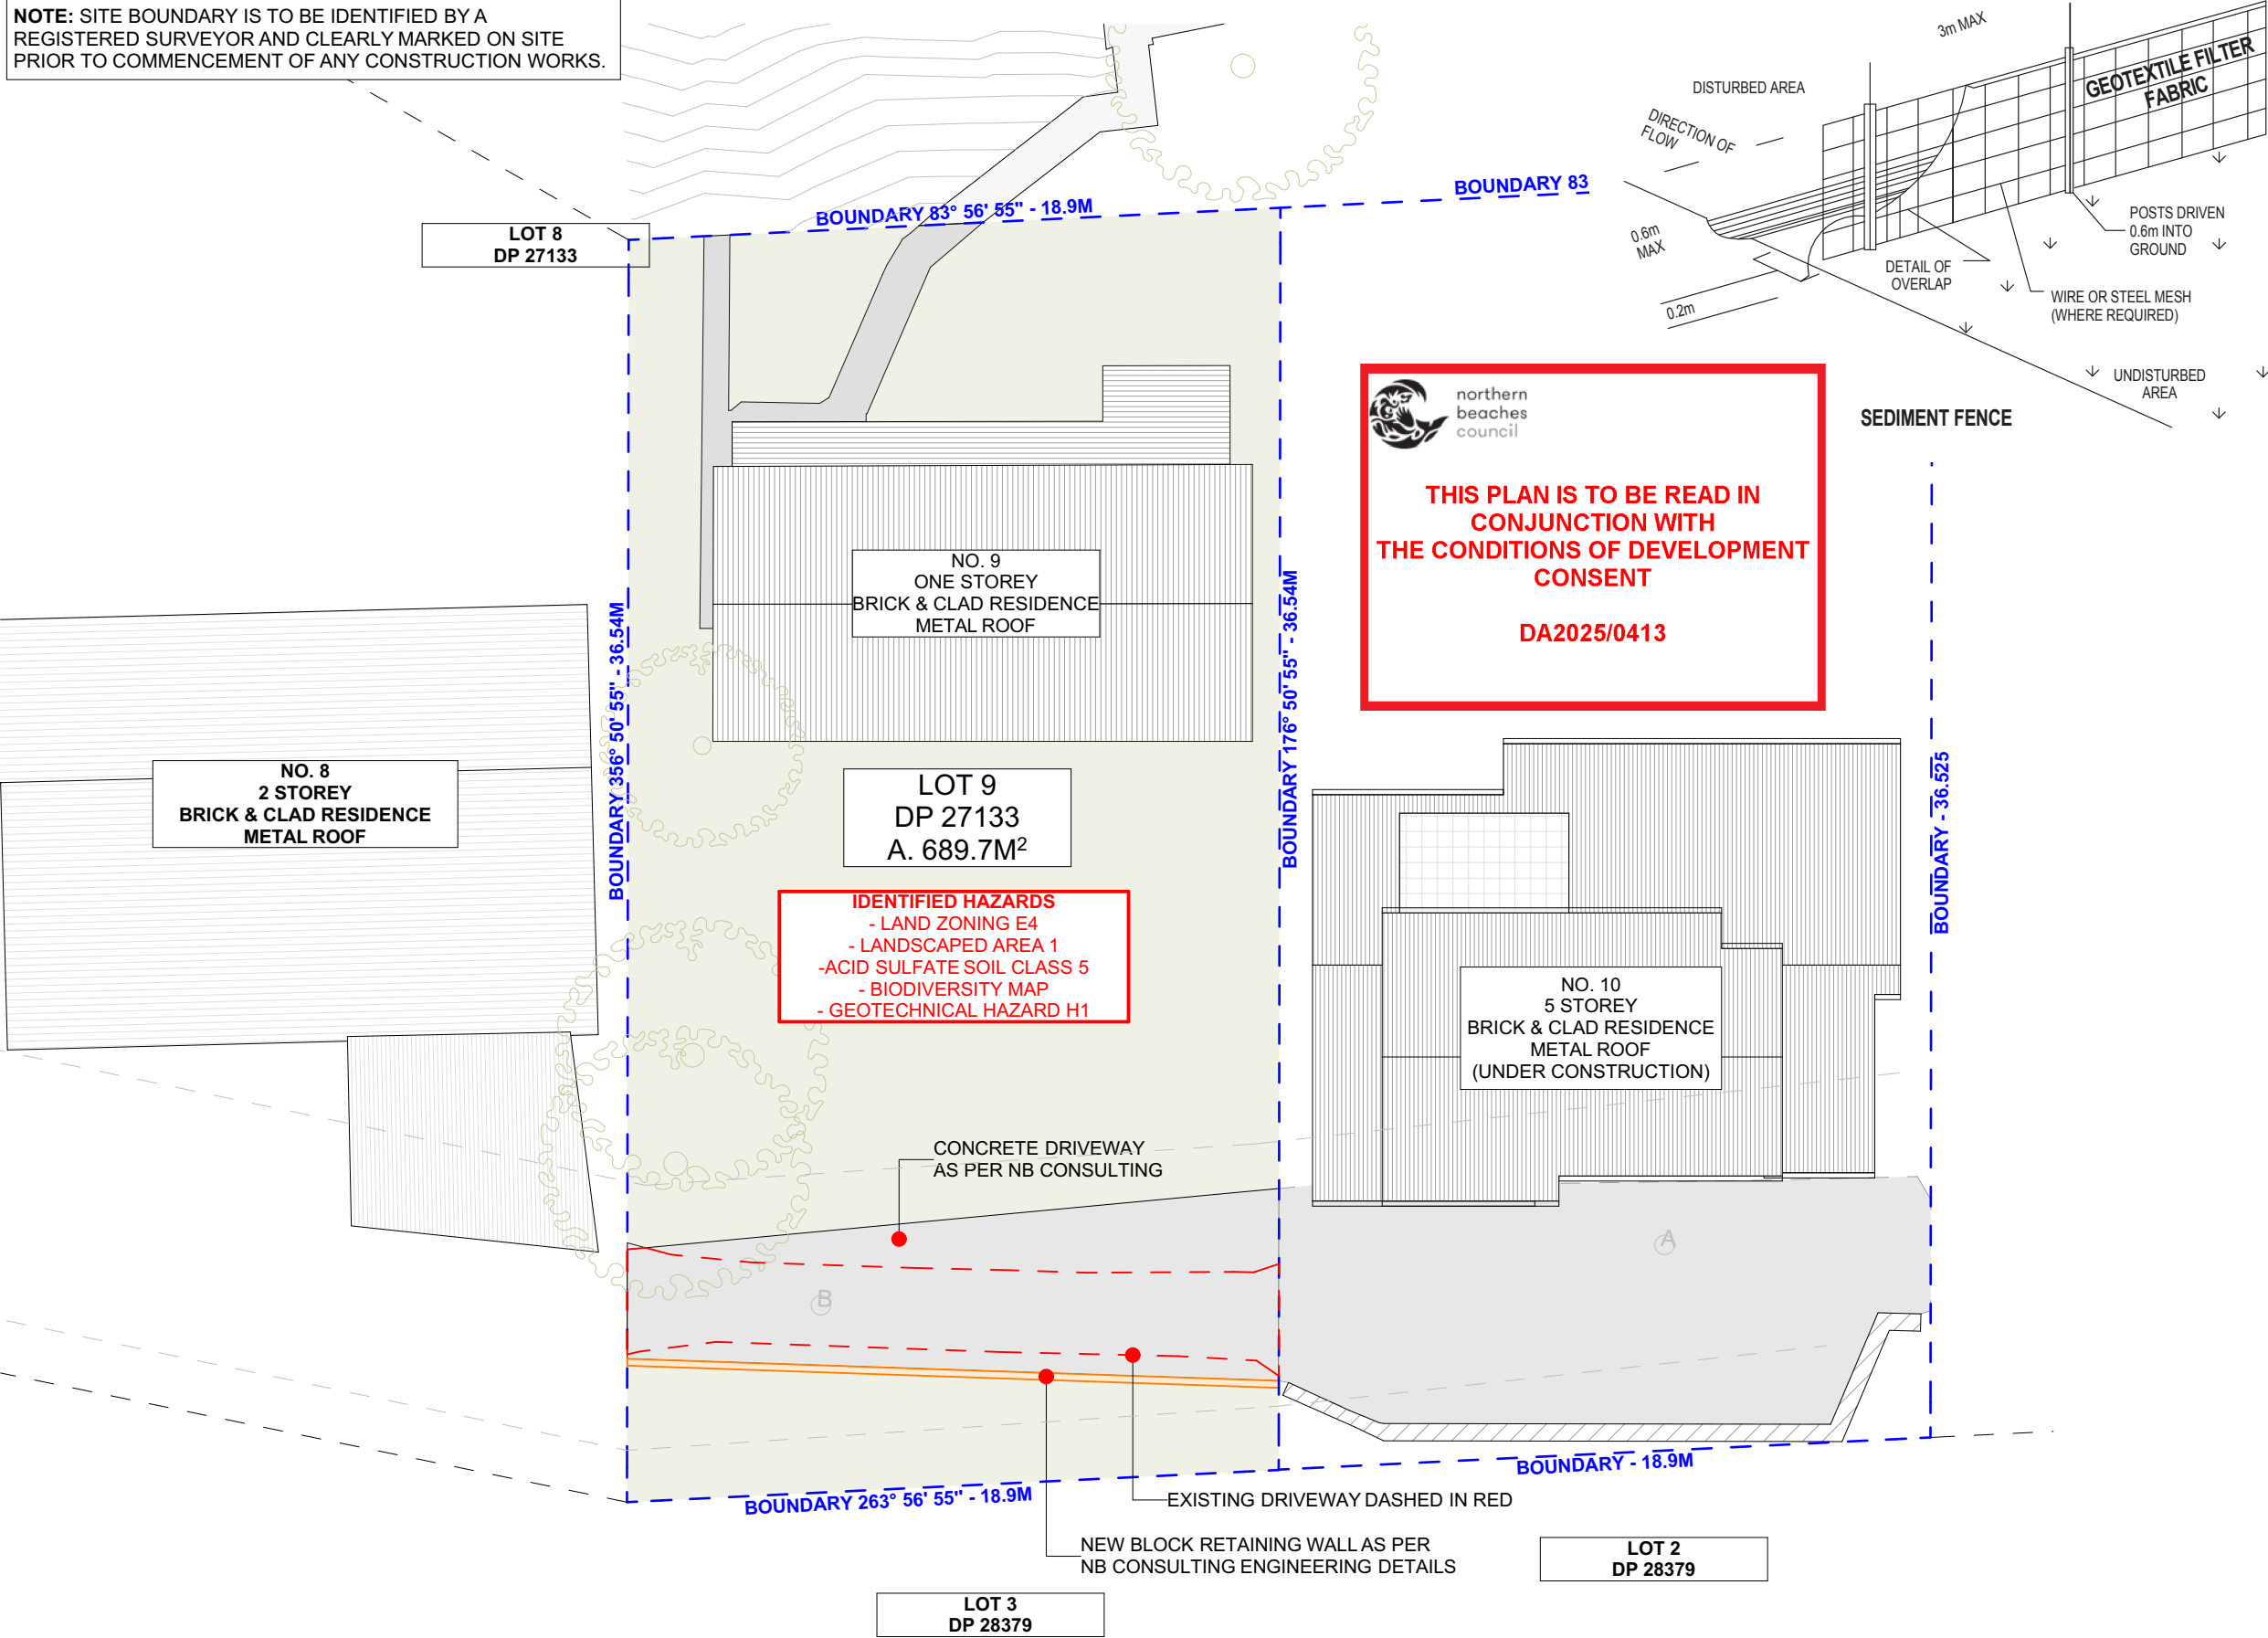 NOTE: SITE BOUNDARY IS TO BE IDENTIFIED BY A
REGISTERED SURVEYOR AND CLEARLY MARKED ON SITE
PRIOR TO COMMENCEMENT OF ANY CONSTRUCTION WORKS.
3m MAX
GEOTEXTILE FILTER
FABRIC
DISTURBED AREA
DIRECTION OF
FLOW
0.6m
MAX
0.2m
DETAIL OF
OVERLAP
POSTS DRIVEN
0.6m INTO
GROUND
WIRE OR STEEL MESH
(WHERE REQUIRED)
UNDISTURBED
AREA
SEDIMENT FENCE
BOUNDARY 83° 56' 55" - 18.9M
BOUNDARY 83
LOT 8
DP 27133
northern
beaches
council
THIS PLAN IS TO BE READ IN
CONJUNCTION WITH
THE CONDITIONS OF DEVELOPMENT
CONSENT
DA2025/0413
NO. 9
ONE STOREY
BRICK & CLAD RESIDENCE
METAL ROOF
BOUNDARY 356° 50' 55" - 36.54M
BOUNDARY 176° 50' 55" - 36.54M
BOUNDARY - 36.525
NO. 8
2 STOREY
BRICK & CLAD RESIDENCE
METAL ROOF
LOT 9
DP 27133
A. 689.7M²
IDENTIFIED HAZARDS
- LAND ZONING E4
- LANDSCAPED AREA 1
-ACID SULFATE SOIL CLASS 5
- BIODIVERSITY MAP
- GEOTECHNICAL HAZARD H1
NO. 10
5 STOREY
BRICK & CLAD RESIDENCE
METAL ROOF
(UNDER CONSTRUCTION)
CONCRETE DRIVEWAY
AS PER NB CONSULTING
A
B
BOUNDARY - 18.9M
BOUNDARY 263° 56' 55" - 18.9M
EXISTING DRIVEWAY DASHED IN RED
NEW BLOCK RETAINING WALL AS PER
NB CONSULTING ENGINEERING DETAILS
LOT 2
DP 28379
LOT 3
DP 28379